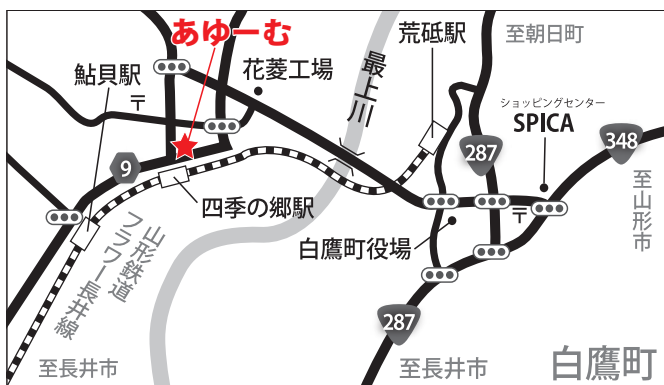 あゆーむ
荒砥駅
至朝日町
鮎貝駅
〒
花菱工場
最上川
ショッピングセンター
SPICA
287
348
9
四季の郷駅
至山形市
〒
白鷹町役場
山形鉄道
フラワー長井線
287
至長井市
至長井市
白鷹町